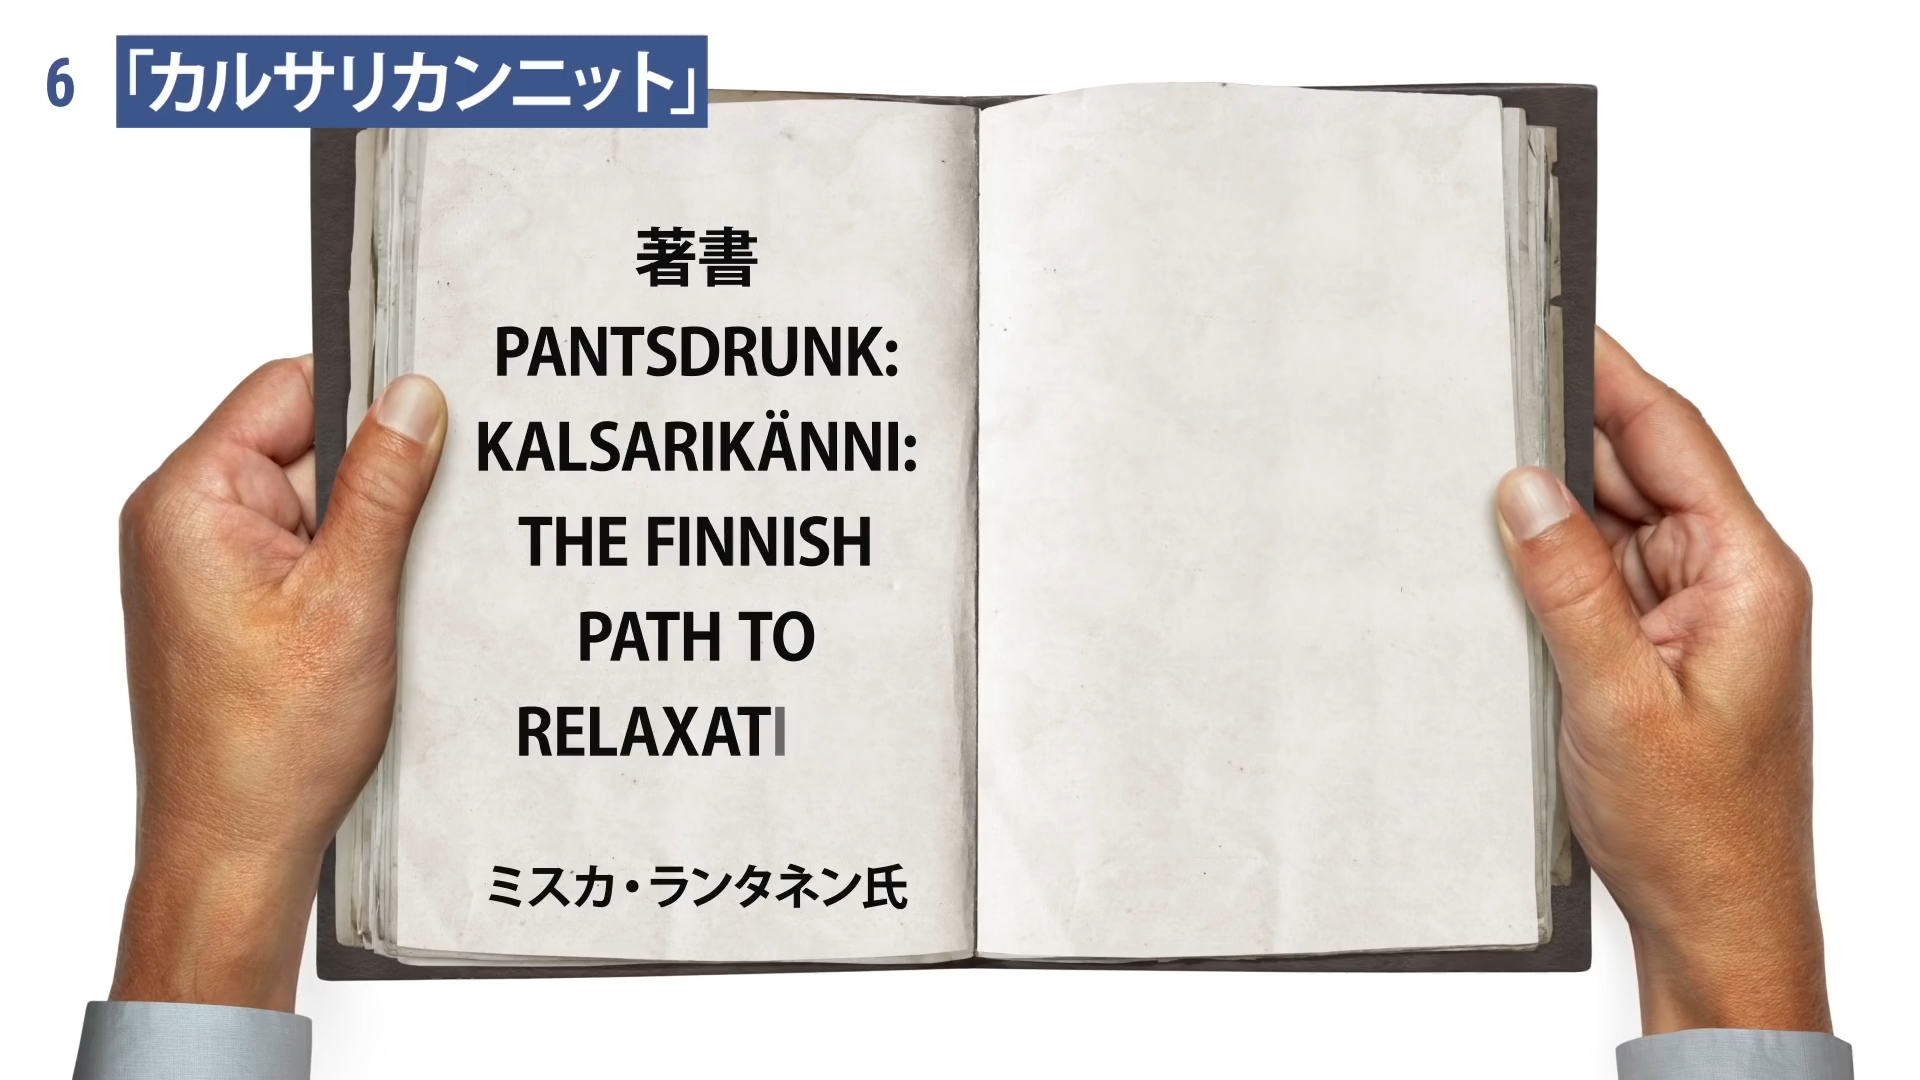 6 「カルサリカンニット」
著書
PANTSDRUNK:
KALSARIKÄNNI:
THE FINNISH
PATH TO
RELAXATI
ミスカ・ランタネン氏